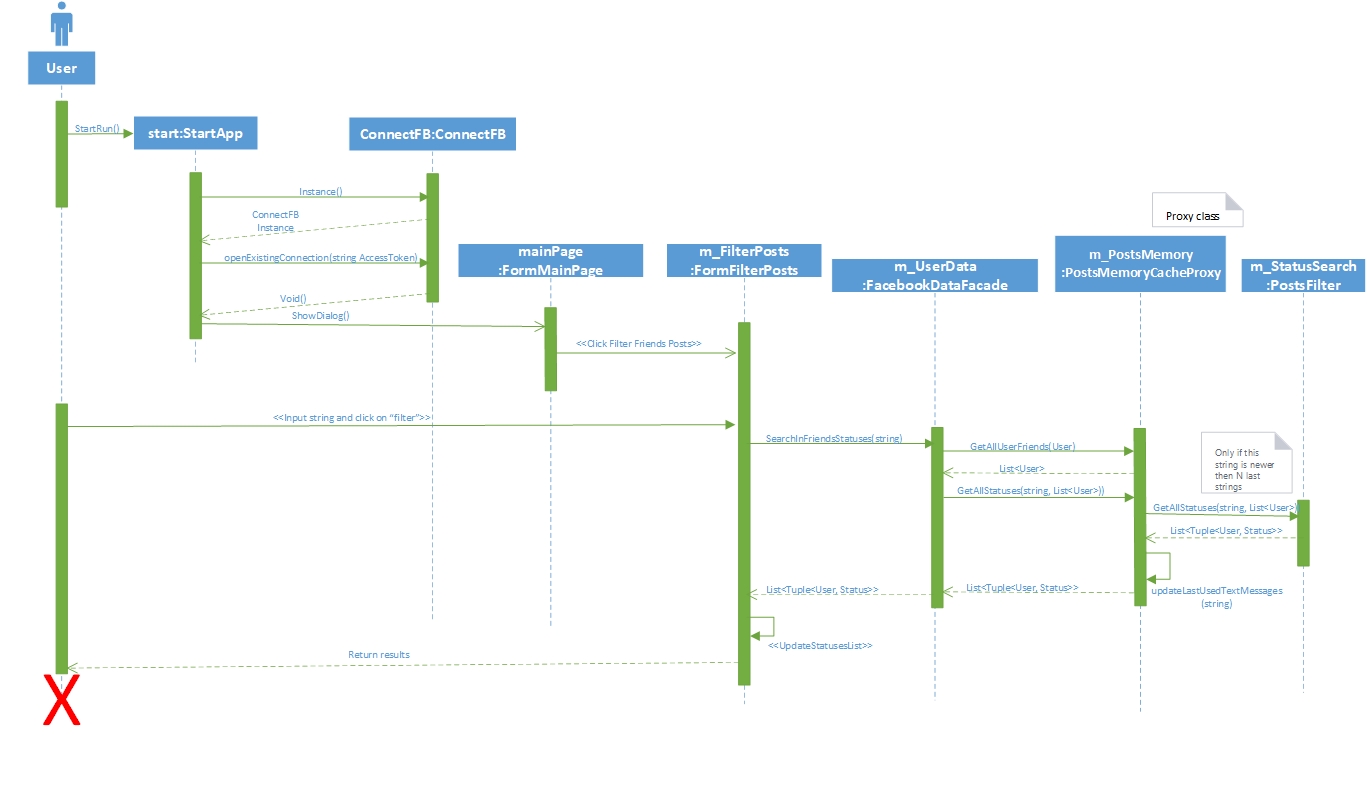 User
StartRun()
start:StartApp
ConnectFB:ConnectFB
Instance()
ConnectFB
Instance
openExistingConnection(string AccessToken)
Void()
ShowDialog()
mainPage
:FormMainPage
m_FilterPosts
:FormFilterPosts
m_UserData
:FacebookDataFacade
Proxy class
m_PostsMemory
:PostsMemoryCacheProxy
m_StatusSearch
:PostsFilter
<<Click Filter Friends Posts>>
<<Input string and click on “filter”>>
SearchInFriendsStatuses(string)
GetAllUserFriends(User)
List<User>
GetAllStatuses(string, List<User>))
Only if this
string is newer
then N last
strings
GetAllStatuses(string, List<User>)
List<Tuple<User, Status>>
updateLastUsedTextMessages
(string)
List<Tuple<User, Status>>
List<Tuple<User, Status>>
<<UpdateStatusesList>>
Return results
X